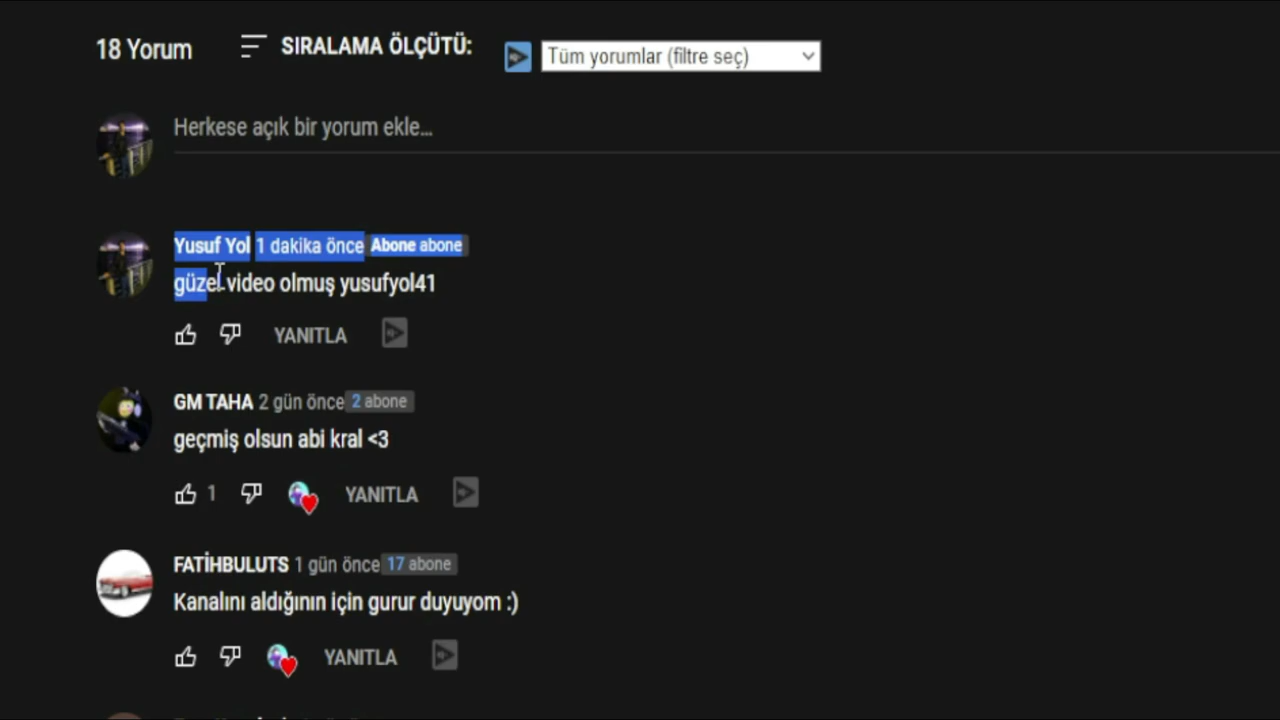 18 Yorum
SIRALAMA ÖLÇÜTÜ:
Tüm yorumlar (filtre seç)
Herkese açık bir yorum ekle...
Yusuf Yol 1 dakika önce Abone abone
güzel video olmuş yusufyol41
YANITLA
GM TAHA 2 gün önce 2 abone
geçmiş olsun abi kral <3
1 YANITLA
FATİHBULUTS 1 gün önce 17 abone
Kanalını aldığının için gurur duyuyom :)
YANITLA